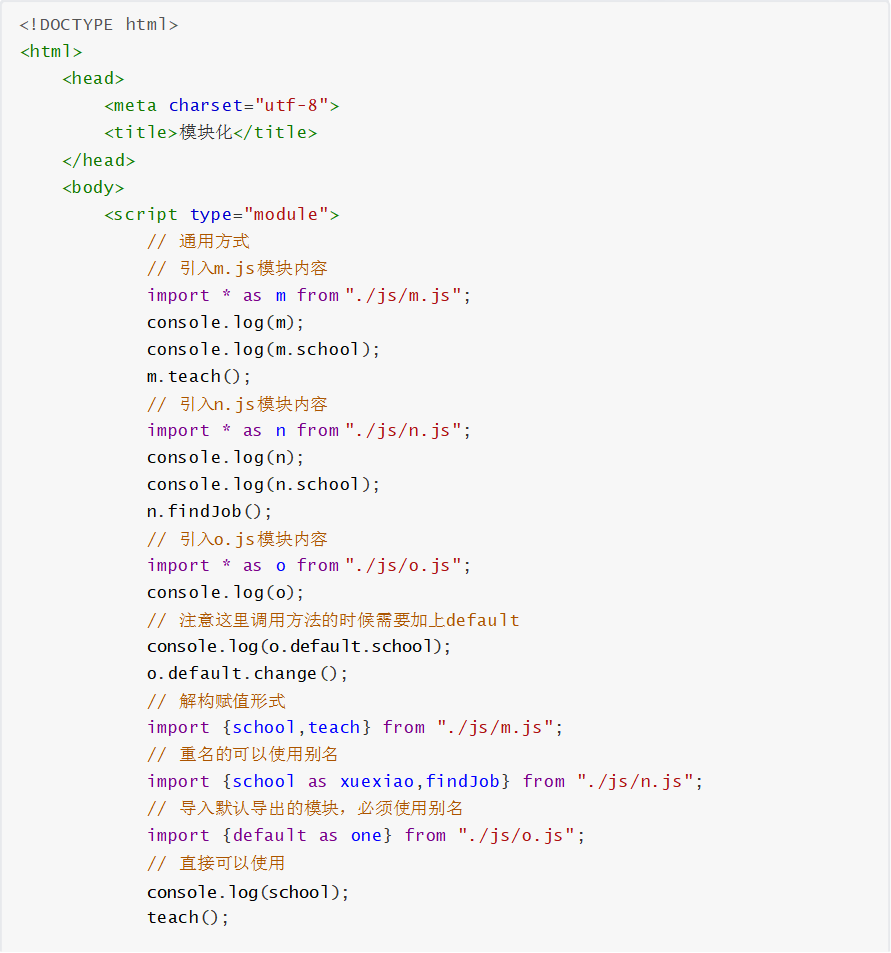 <!DOCTYPE html>
<html>
    <head>
        <meta charset="utf-8">
        <title>模块化</title>
    </head>
    <body>
        <script type="module">
            // 通用方式
            // 引入m.js模块内容
            import * as m from "./js/m.js";
            console.log(m);
            console.log(m.school);
            m.teach();
            // 引入n.js模块内容
            import * as n from "./js/n.js";
            console.log(n);
            console.log(n.school);
            n.findJob();
            // 引入o.js模块内容
            import * as o from "./js/o.js";
            console.log(o);
            // 注意这里调用方法的时候需要加上default
            console.log(o.default.school);
            o.default.change();
            // 解构赋值形式
            import {school,teach} from "./js/m.js";
            // 重名的可以使用别名
            import {school as xuexiao,findJob} from "./js/n.js";
            // 导入默认导出的模块，必须使用别名
            import {default as one} from "./js/o.js";
            // 直接可以使用
            console.log(school);
            teach();